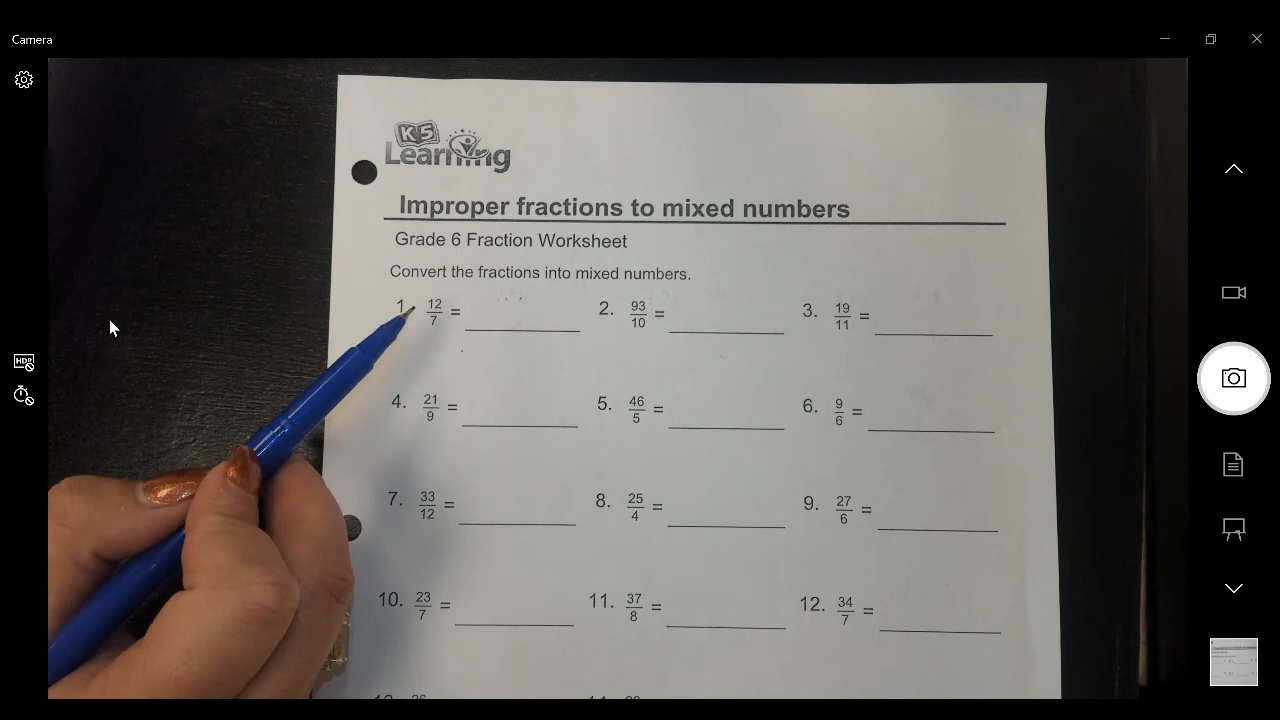 Camera
K5
Learning
Improper fractions to mixed numbers
Grade 6 Fraction Worksheet
Convert the fractions into mixed numbers.
1. 12/7 = 2. 93/10 = 3. 19/11 =
4. 21/9 = 5. 46/5 = 6. 9/6 =
7. 33/12 = 8. 25/4 = 9. 27/6 =
10. 23/7 = 11. 37/8 = 12. 34/7 =
HDR